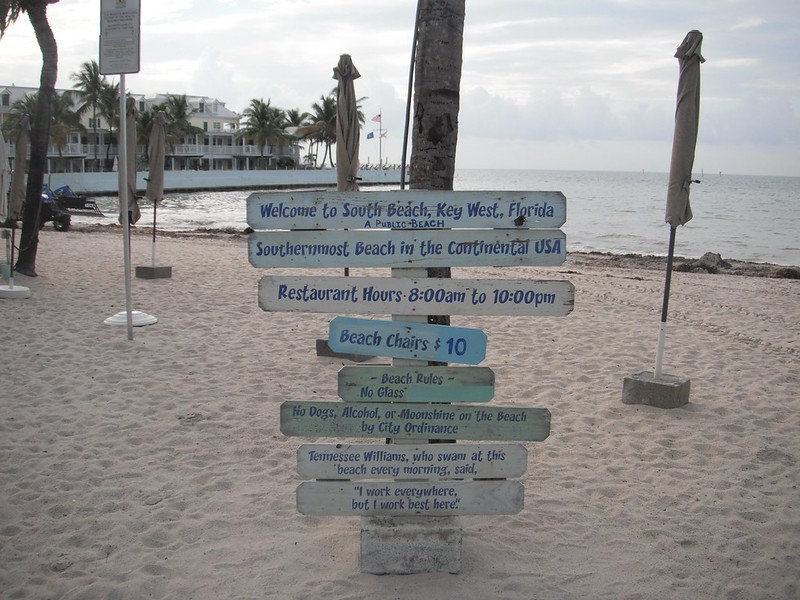 Welcome to South Beach, Key West, Florida
A Public Beach
Southernmost Beach in the Continental USA
Restaurant Hours 8:00am to 10:00pm
Beach Chairs $ 10
- Beach Rules -
No Glass
No Dogs, Alcohol, or Moonshine on the Beach
by City Ordinance
Tennessee Williams, who swam at this
beach every morning, said,
"I work everywhere,
but I work best here."